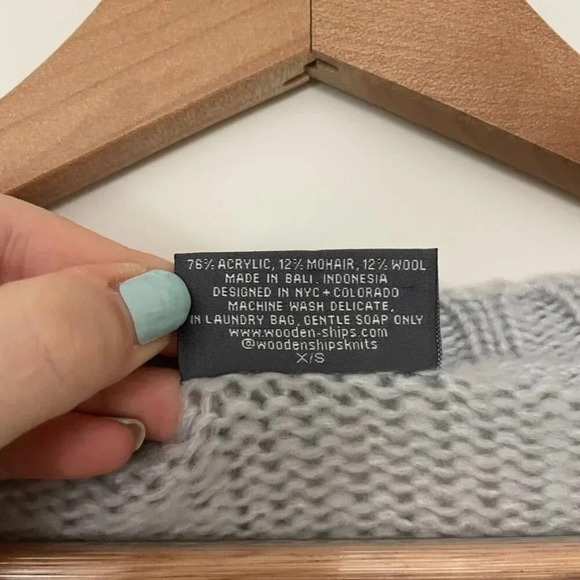 76% ACRYLIC, 12% MOHAIR, 12% WOOL
MADE IN BALI, INDONESIA
DESIGNED IN NYC + COLORADO
MACHINE WASH DELICATE,
IN LAUNDRY BAG, GENTLE SOAP ONLY
www.wooden-ships.com
@woodenshipsknits
X/S